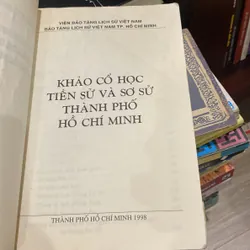 VIỆN BẢO TÀNG LỊCH SỬ VIỆT NAM
BẢO TÀNG LỊCH SỬ VIỆT NAM TP. HỒ CHÍ MINH
KHẢO CỔ HỌC
TIỀN SỬ VÀ SƠ SỬ
THÀNH PHỐ
HỒ CHÍ MINH
THÀNH PHỐ HỒ CHÍ MINH 1998